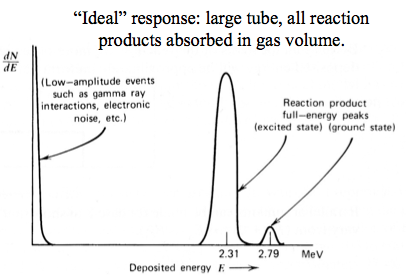 “Ideal” response: large tube, all reaction
products absorbed in gas volume.
dN
dE
(Low–amplitude events
such as gamma ray
interactions, electronic
noise, etc.)
Reaction product
full–energy peaks
(excited state) (ground state)
2.31 2.79 MeV
Deposited energy E